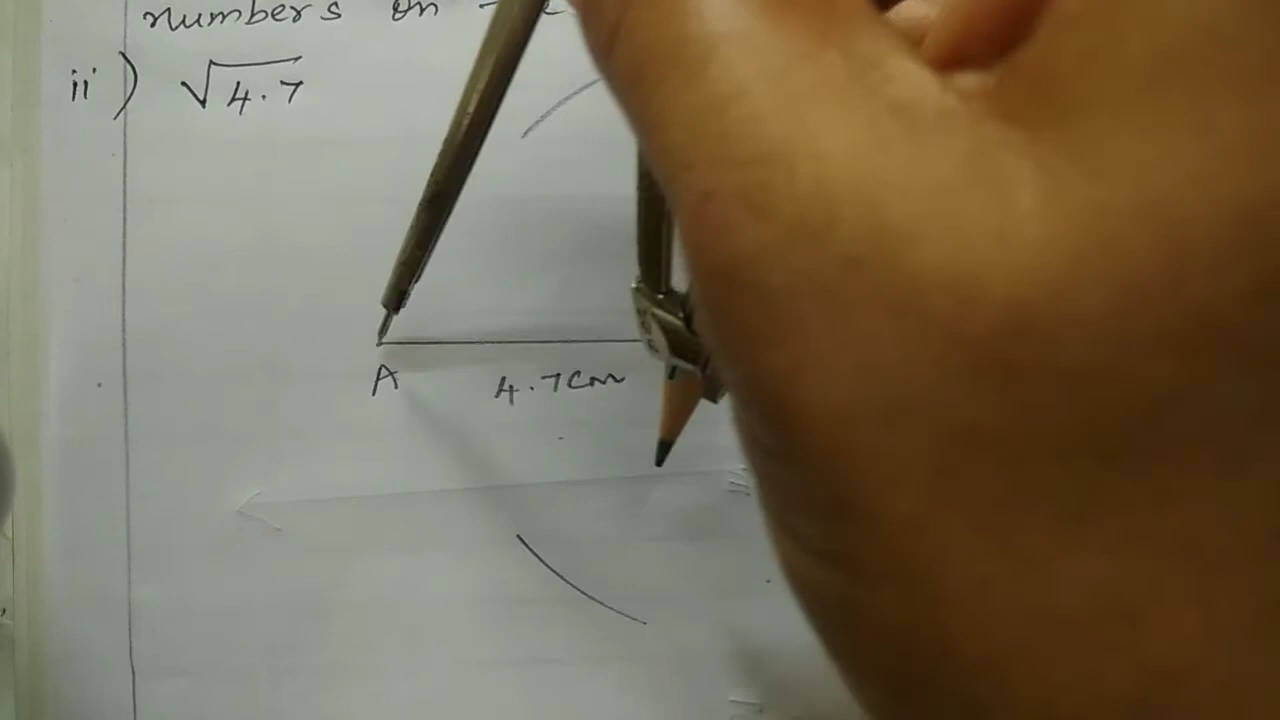 numbers on
ii) √4.7
A 4.7cm